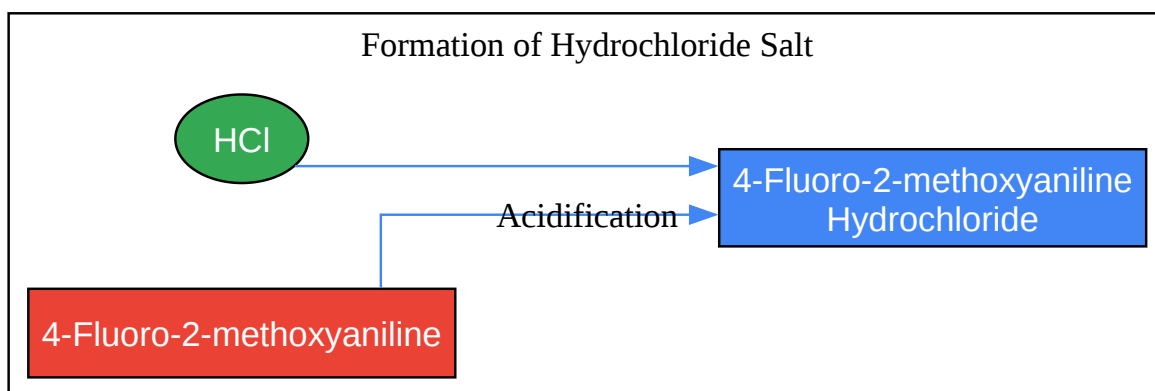 Formation of Hydrochloride Salt
HCl
4-Fluoro-2-methoxyaniline
Hydrochloride
Acidification
4-Fluoro-2-methoxyaniline